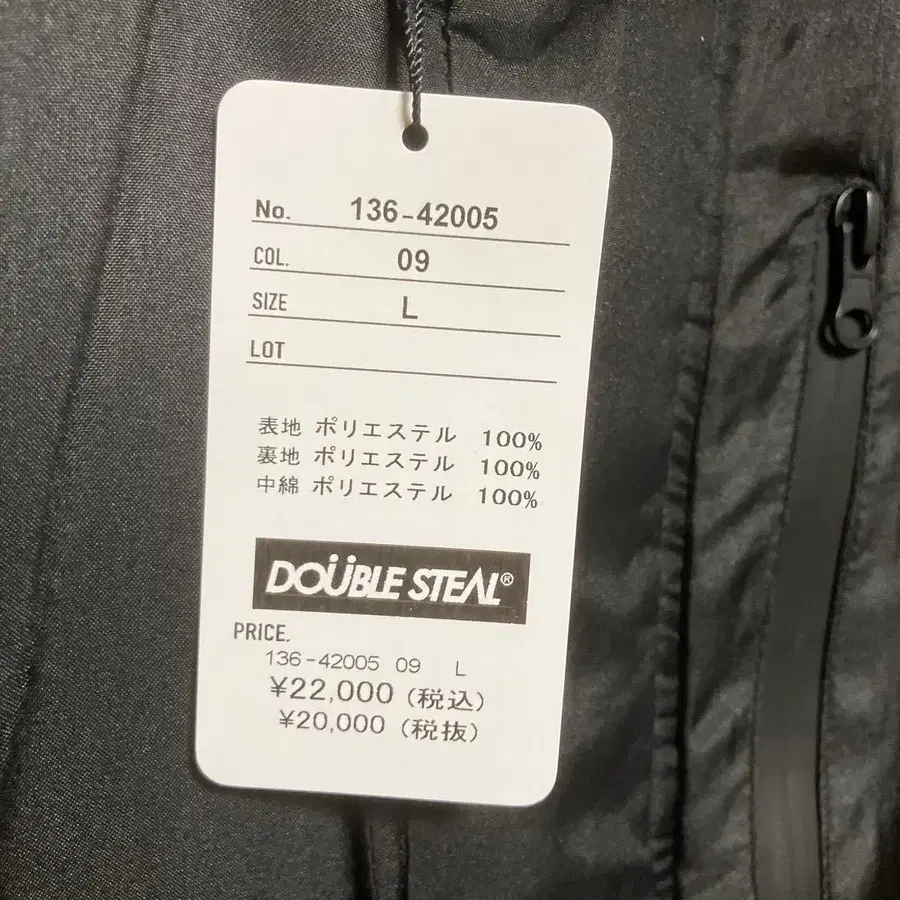 No. 136-42005
COL. 09
SIZE L
LOT
表地 ポリエステル 100%
裏地 ポリエステル 100%
中綿 ポリエステル 100%
DOÜBLE STEAL®
PRICE.
136-42005 09 L
¥22,000 (税込)
¥20,000 (税抜)